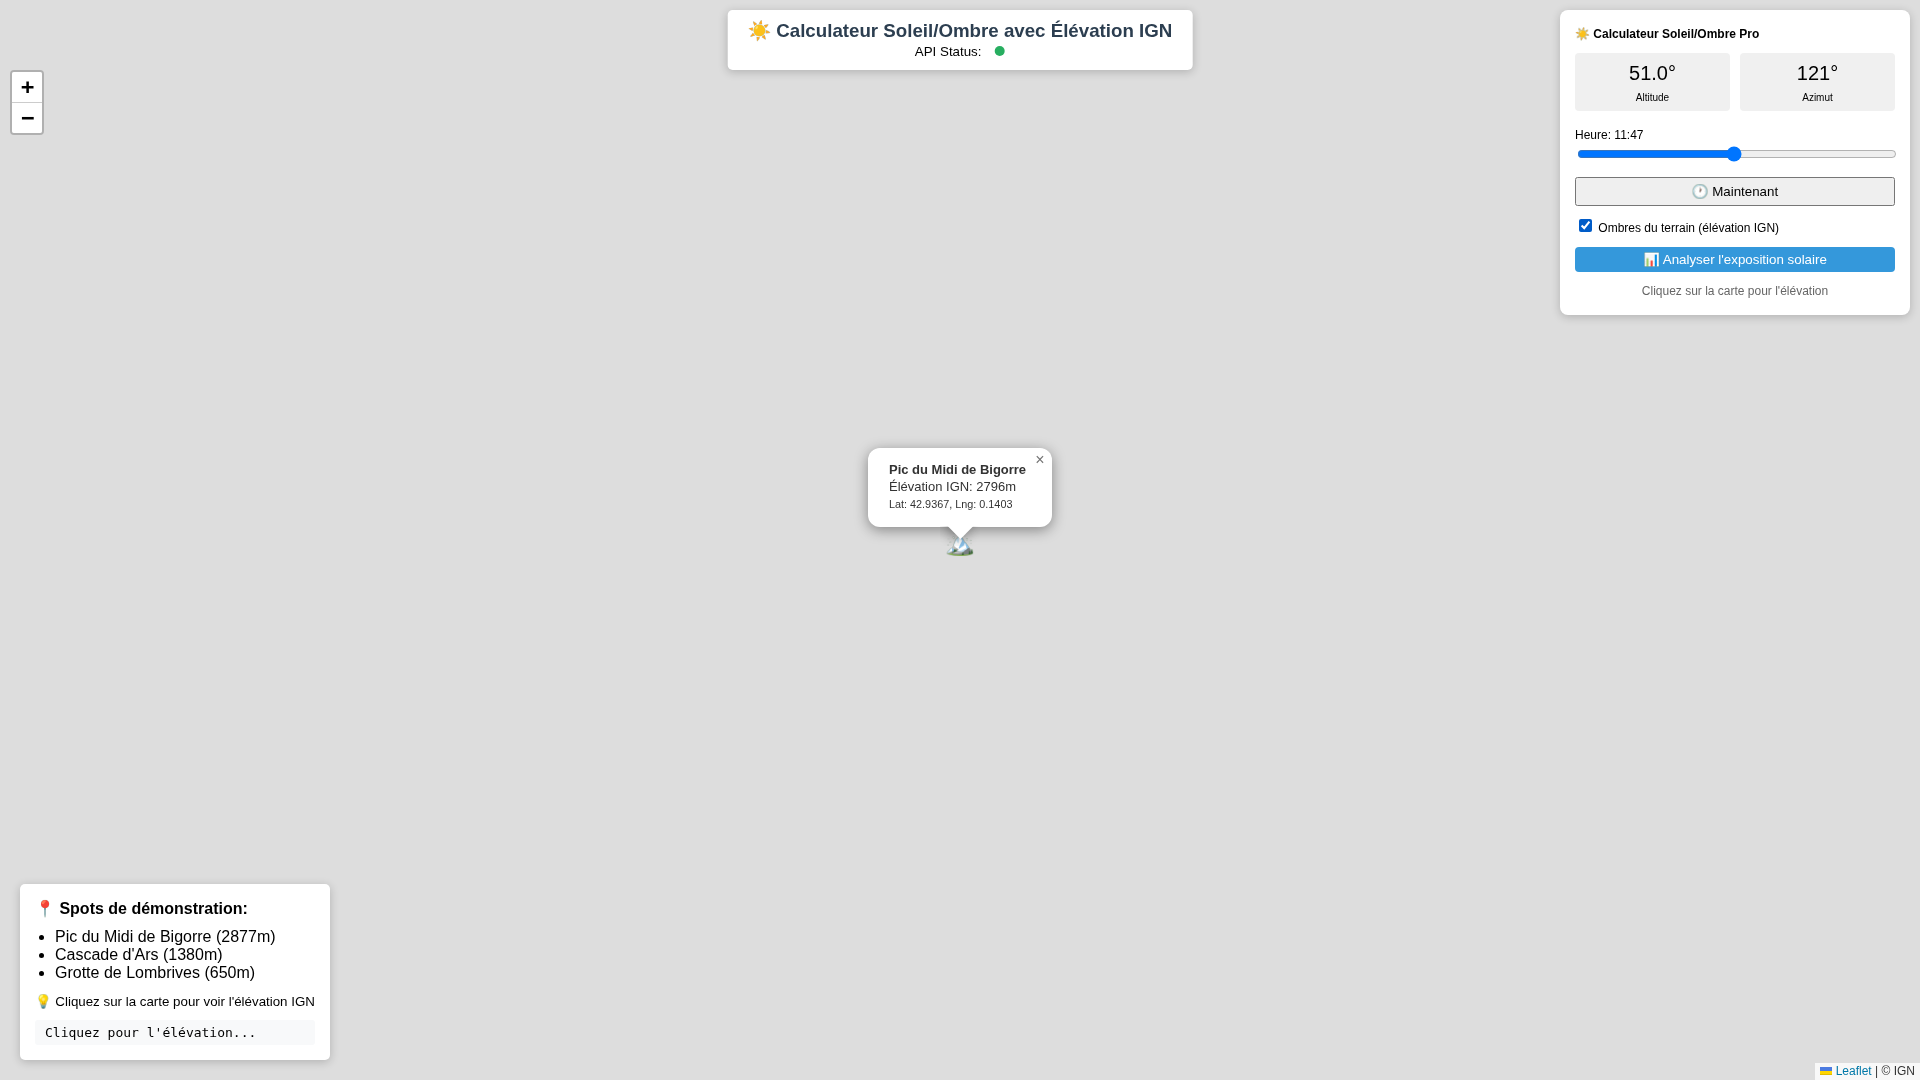 ☀️ Calculateur Soleil/Ombre avec Élévation IGN
API Status:
+
−
☀️ Calculateur Soleil/Ombre Pro
51.0°
Altitude
121°
Azimut
Heure: 11:47
🕐 Maintenant
Ombres du terrain (élévation IGN)
📊 Analyser l'exposition solaire
Cliquez sur la carte pour l'élévation
Pic du Midi de Bigorre
×
Élévation IGN: 2796m
Lat: 42.9367, Lng: 0.1403
📍 Spots de démonstration:
• Pic du Midi de Bigorre (2877m)
• Cascade d'Ars (1380m)
• Grotte de Lombrives (650m)
💡 Cliquez sur la carte pour voir l'élévation IGN
Cliquez pour l'élévation...
Leaflet | © IGN